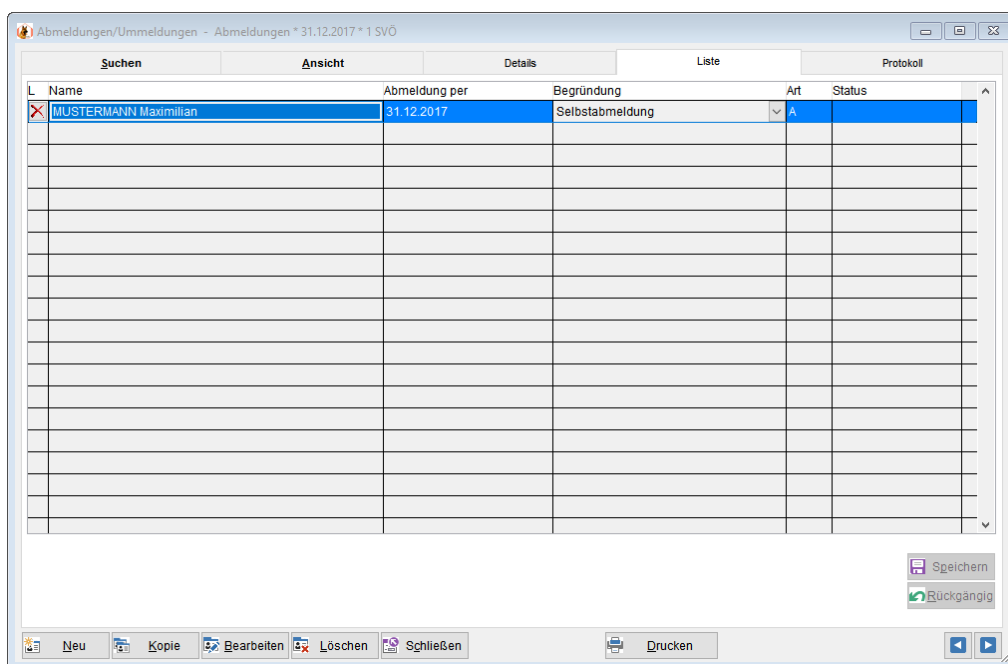 Abmeldungen/Ummeldungen - Abmeldungen * 31.12.2017 * 1 SVÖ
Suchen Ansicht Details Liste Protokoll
L Name Abmeldung per Begründung Art Status
MUSTERMANN Maximilian 31.12.2017 Selbstabmeldung A
Speichern
Rückgängig
Neu Kopie Bearbeiten Löschen Schließen Drucken